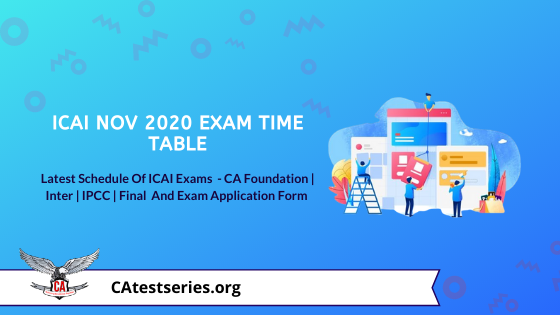 ICAI NOV 2020 EXAM TIME
TABLE
Latest Schedule Of ICAI Exams - CA Foundation |
Inter | IPCC | Final And Exam Application Form
CA
CAtestseries.org